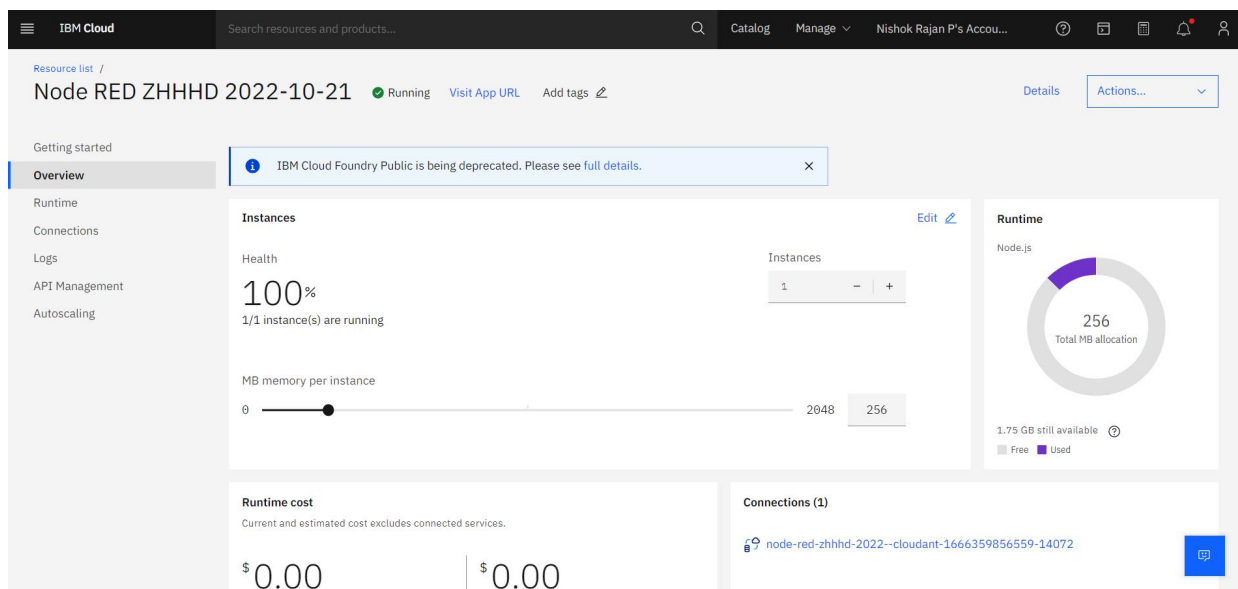 IBM Cloud
Search resources and products...
Catalog
Manage
Nishok Rajan P's Accou...
Resource list /
Node RED ZHHHD 2022-10-21
Running
Visit App URL
Add tags
Details
Actions...
Getting started
Overview
Runtime
Connections
Logs
API Management
Autoscaling
IBM Cloud Foundry Public is being deprecated. Please see full details.
Instances
Edit
Health
100%
1/1 instance(s) are running
Instances
1
MB memory per instance
0
2048
256
Runtime
Node.js
256
Total MB allocation
1.75 GB still available
Free
Used
Runtime cost
Current and estimated cost excludes connected services.
$0.00
$0.00
Connections (1)
node-red-zhhhd-2022--cloudant-1666359856559-14072